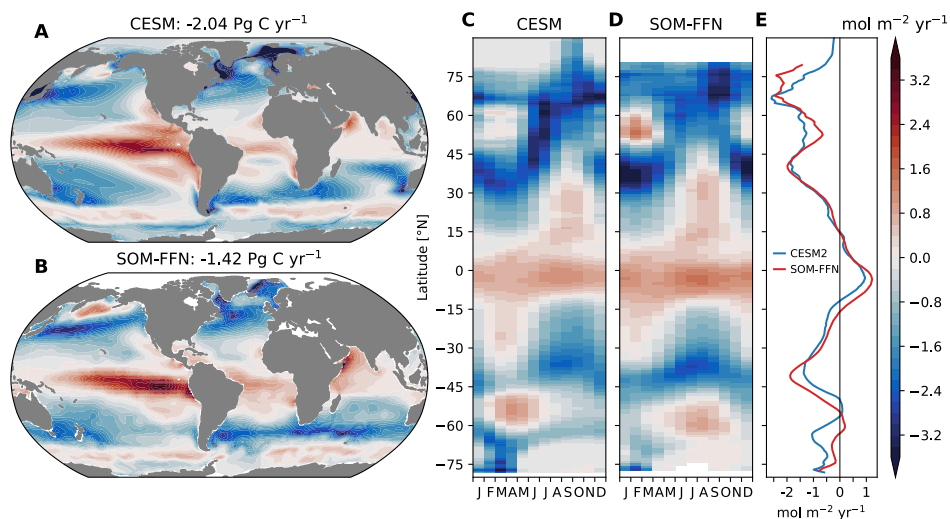 A
CESM: -2.04 Pg C yr⁻¹
B
SOM-FFN: -1.42 Pg C yr⁻¹
C
CESM
D
SOM-FFN
E
mol m⁻² yr⁻¹
Latitude [°N]
75
60
45
30
15
0
−15
−30
−45
−60
−75
J F MAM J J A S O N D
J F MAM J J A S O N D
CESM2
SOM-FFN
-2 -1 0 1
mol m⁻² yr⁻¹
3.2
2.4
1.6
0.8
0.0
−0.8
−1.6
−2.4
−3.2